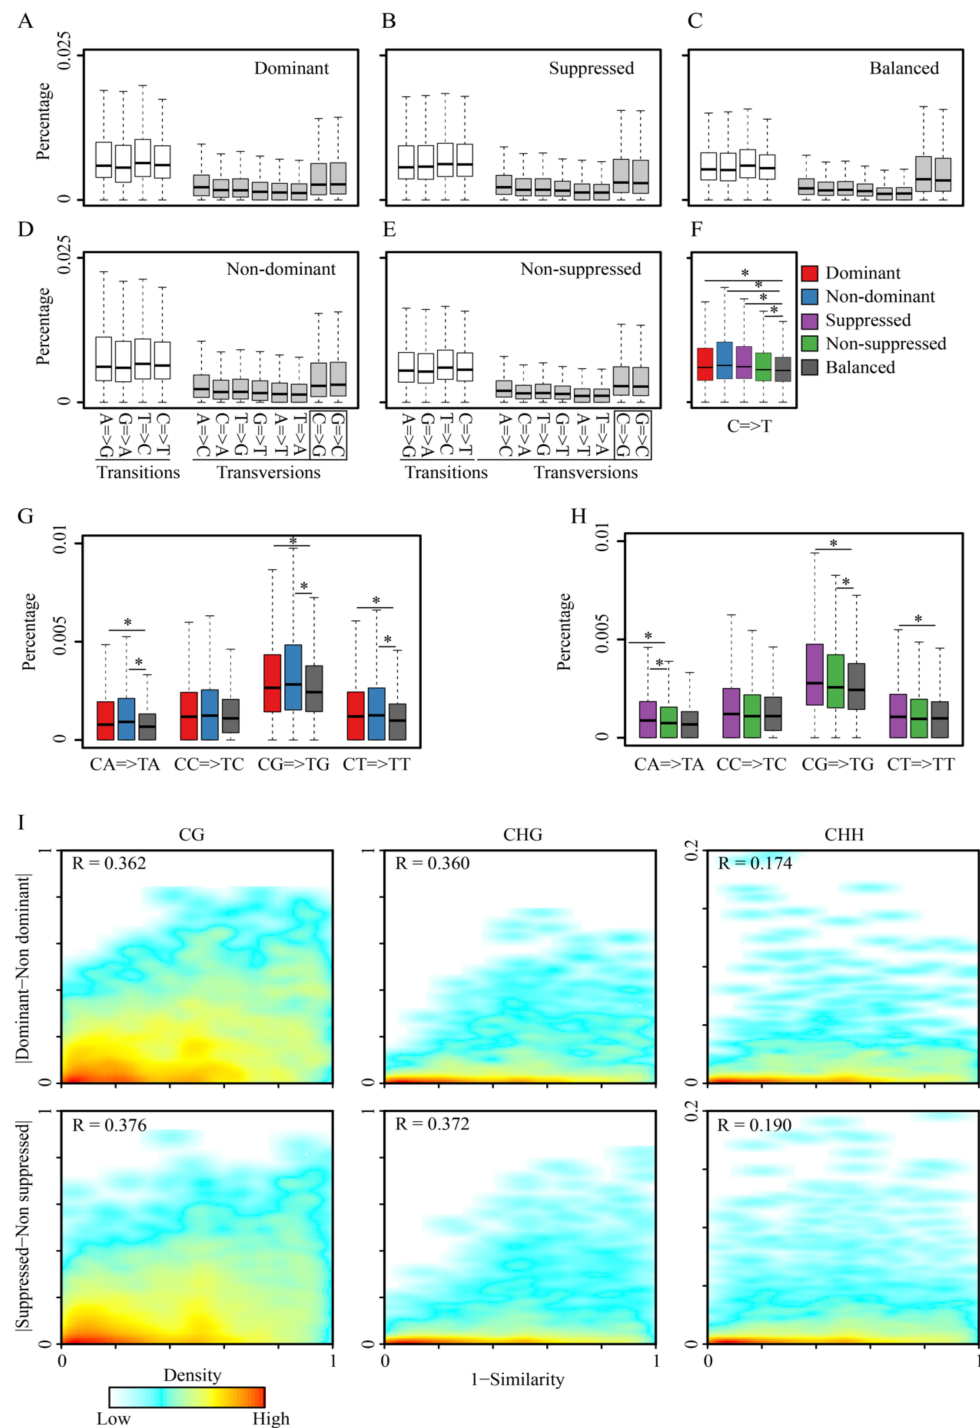 A
B
C
0.025
Percentage
0
Dominant
Suppressed
Balanced
D
E
F
0.025
Percentage
0
Non-dominant
Non-suppressed
* * * *
C=>T
Dominant
Non-dominant
Suppressed
Non-suppressed
Balanced
A=>G
G=>A
T=>C
C=>T
A=>C
C=>A
T=>G
G=>T
A=>T
T=>A
C=>G
G=>C
Transitions
Transversions
A=>G
G=>A
T=>C
C=>T
A=>C
C=>A
T=>G
G=>T
A=>T
T=>A
C=>G
G=>C
Transitions
Transversions
G
H
0.01
0.005
0
Percentage
* * * * * *
CA=>TA CC=>TC CG=>TG CT=>TT
0.01
0.005
0
Percentage
* * * * *
CA=>TA CC=>TC CG=>TG CT=>TT
I
CG
CHG
CHH
1
0
|Dominant−Non dominant|
R = 0.362
1
0
R = 0.360
0.2
0
R = 0.174
1
0
|Suppressed−Non suppressed|
R = 0.376
1
0
R = 0.372
0.2
0
R = 0.190
0 1 0 1 0 1
1−Similarity
Density
Low High